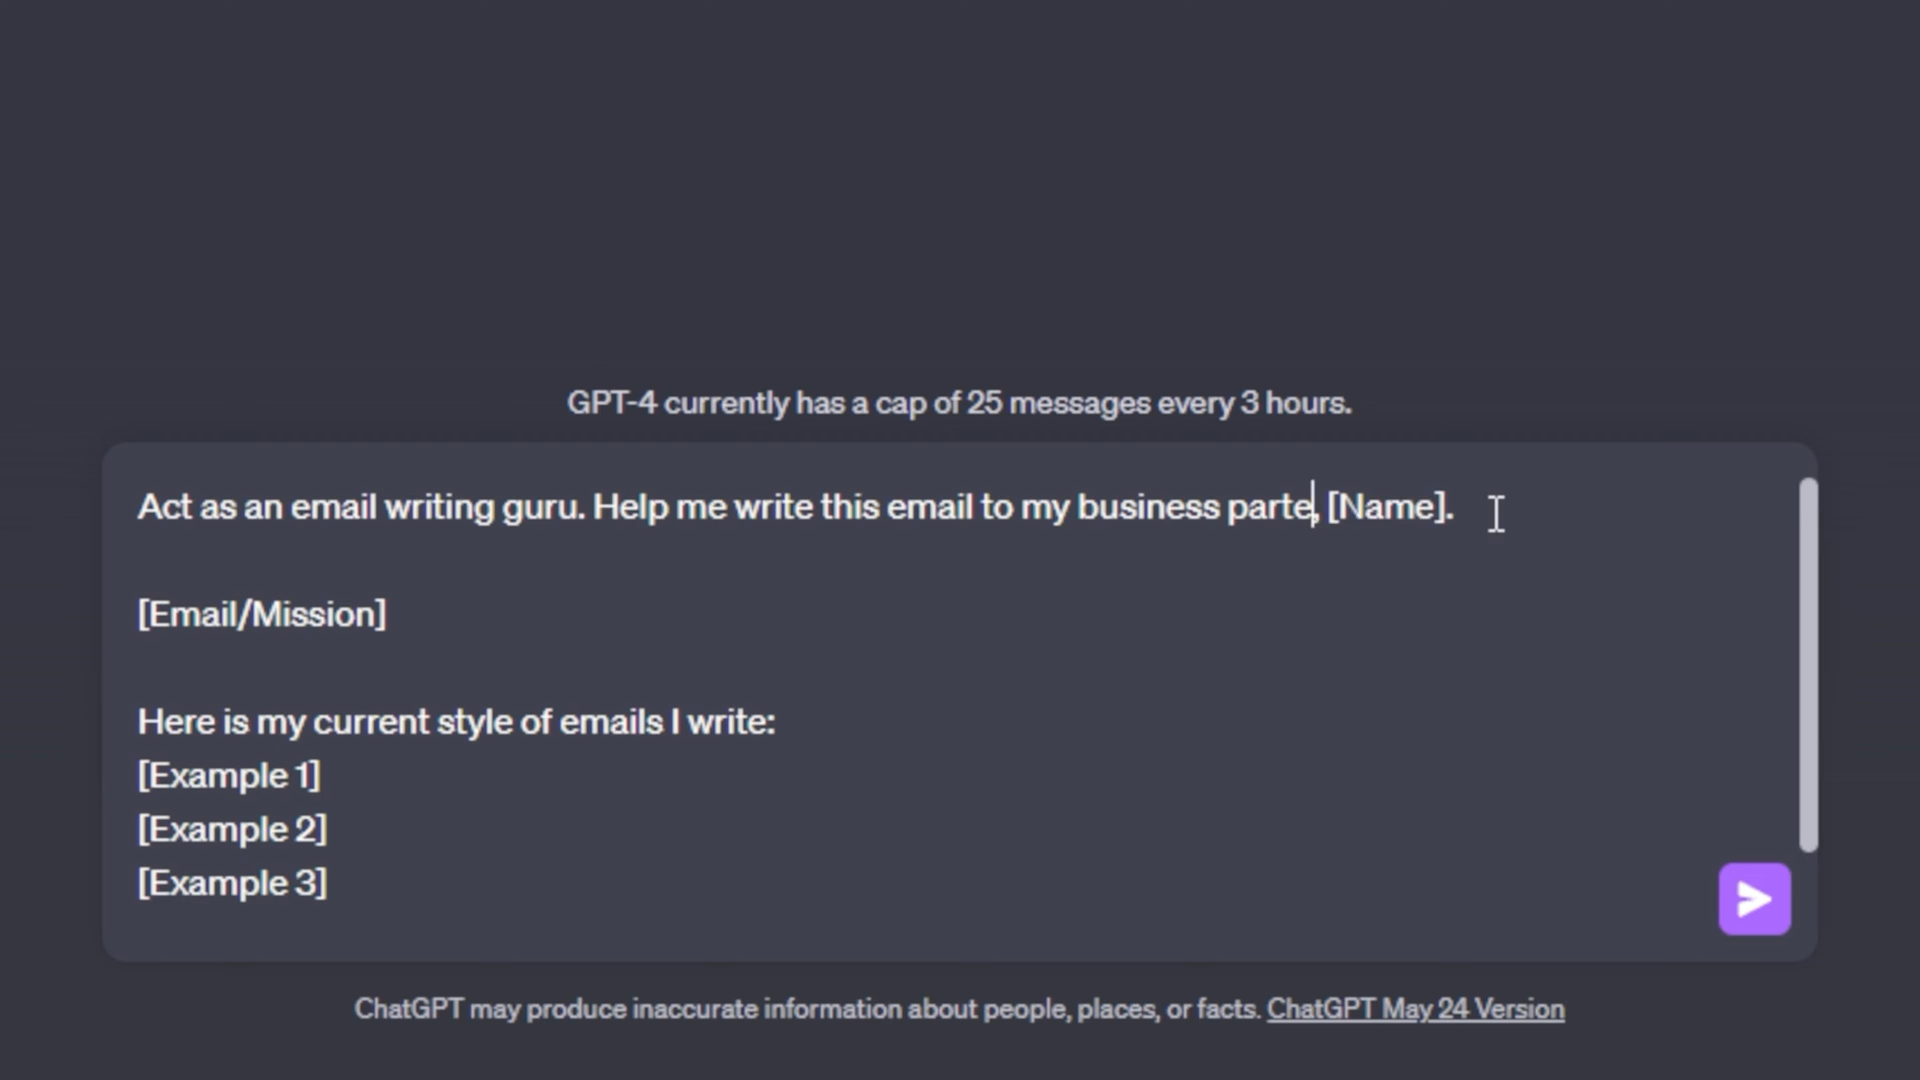 GPT-4 currently has a cap of 25 messages every 3 hours.
Act as an email writing guru. Help me write this email to my business parte, [Name].
[Email/Mission]
Here is my current style of emails I write:
[Example 1]
[Example 2]
[Example 3]
ChatGPT may produce inaccurate information about people, places, or facts. ChatGPT May 24 Version